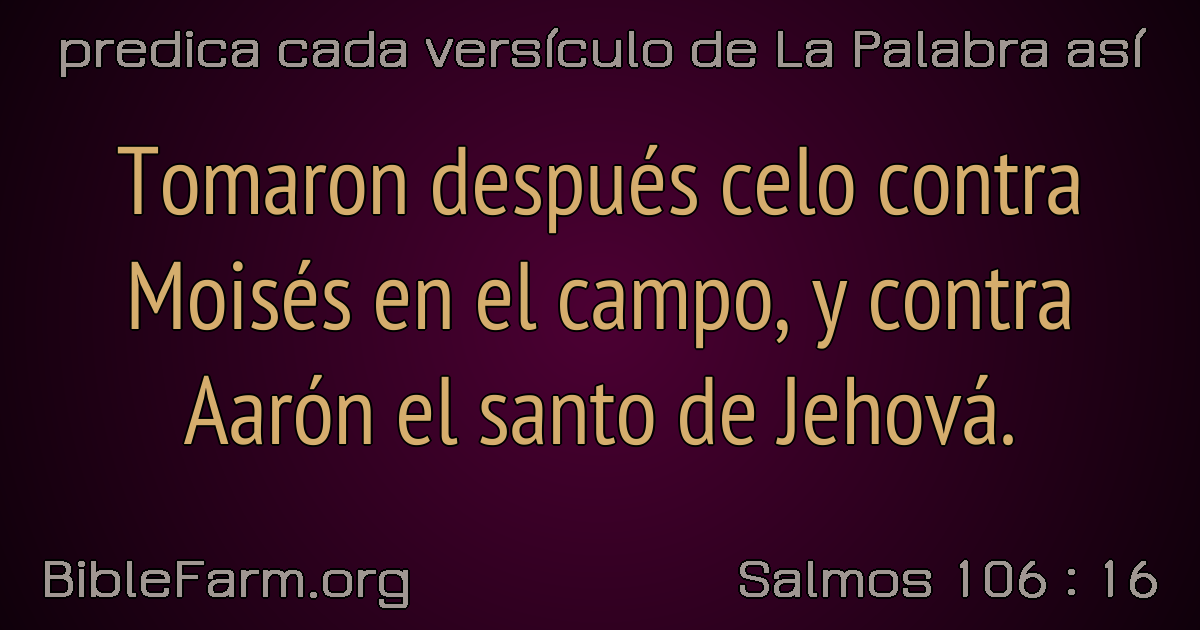 predica cada versículo de La Palabra así
Tomaron después celo contra
Moisés en el campo, y contra
Aarón el santo de Jehová.
BibleFarm.org
Salmos 106 : 16